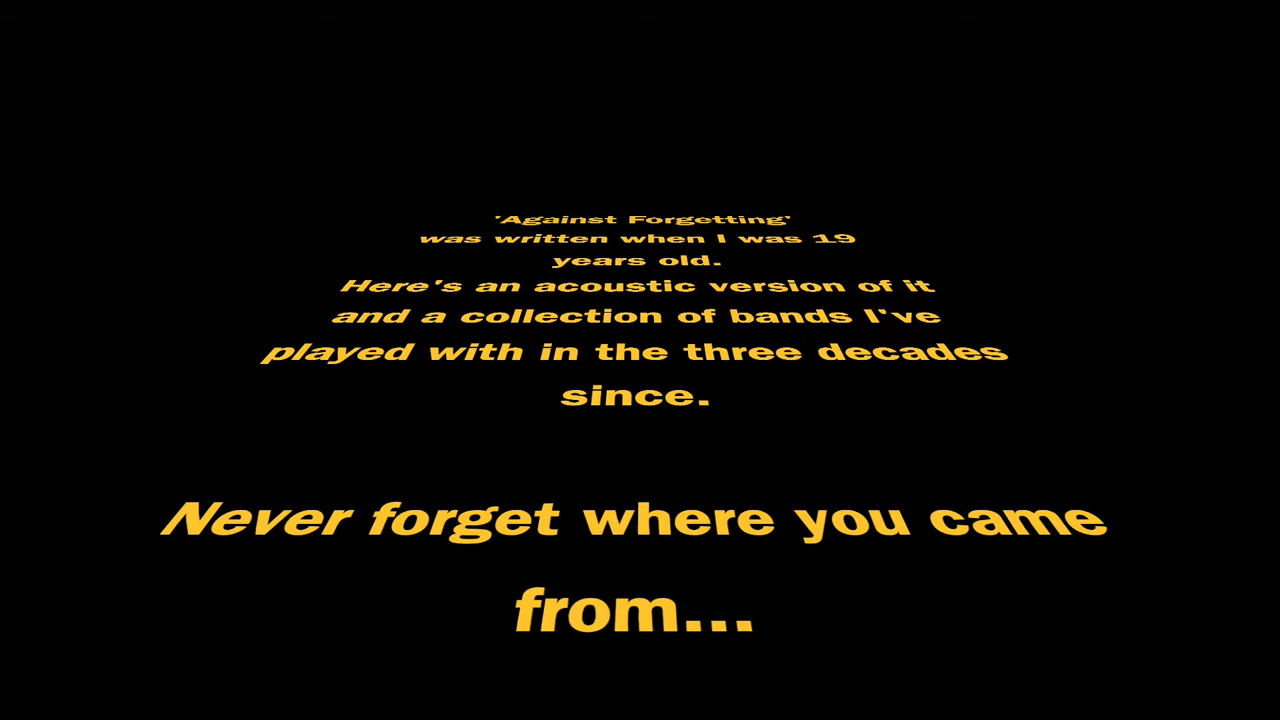 'Against Forgetting'
was written when I was 19
years old.
Here's an acoustic version of it
and a collection of bands I've
played with in the three decades
since.
Never forget where you came
from...